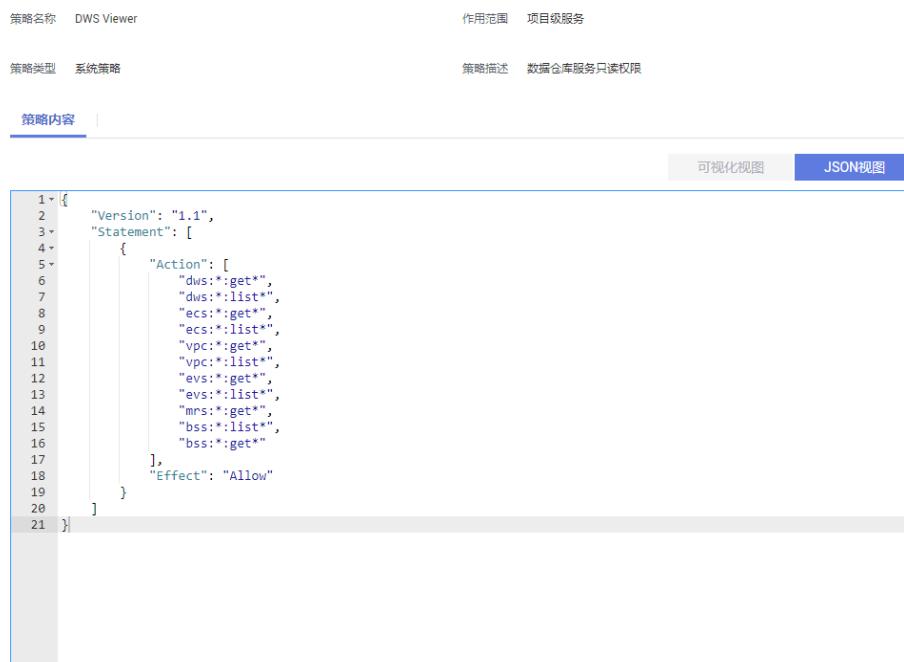 策略名称 DWS Viewer 作用范围 项目级服务
策略类型 系统策略 策略描述 数据仓库服务只读权限
策略内容
可视化视图 JSON视图
1 {
2 "Version": "1.1",
3 "Statement": [
4 {
5 "Action": [
6 "dws:*:get*",
7 "dws:*:list*",
8 "ecs:*:get*",
9 "ecs:*:list*",
10 "vpc:*:get*",
11 "vpc:*:list*",
12 "evs:*:get*",
13 "evs:*:list*",
14 "mrs:*:get*",
15 "bss:*:list*",
16 "bss:*:get*"
17 ],
18 "Effect": "Allow"
19 }
20 ]
21 }